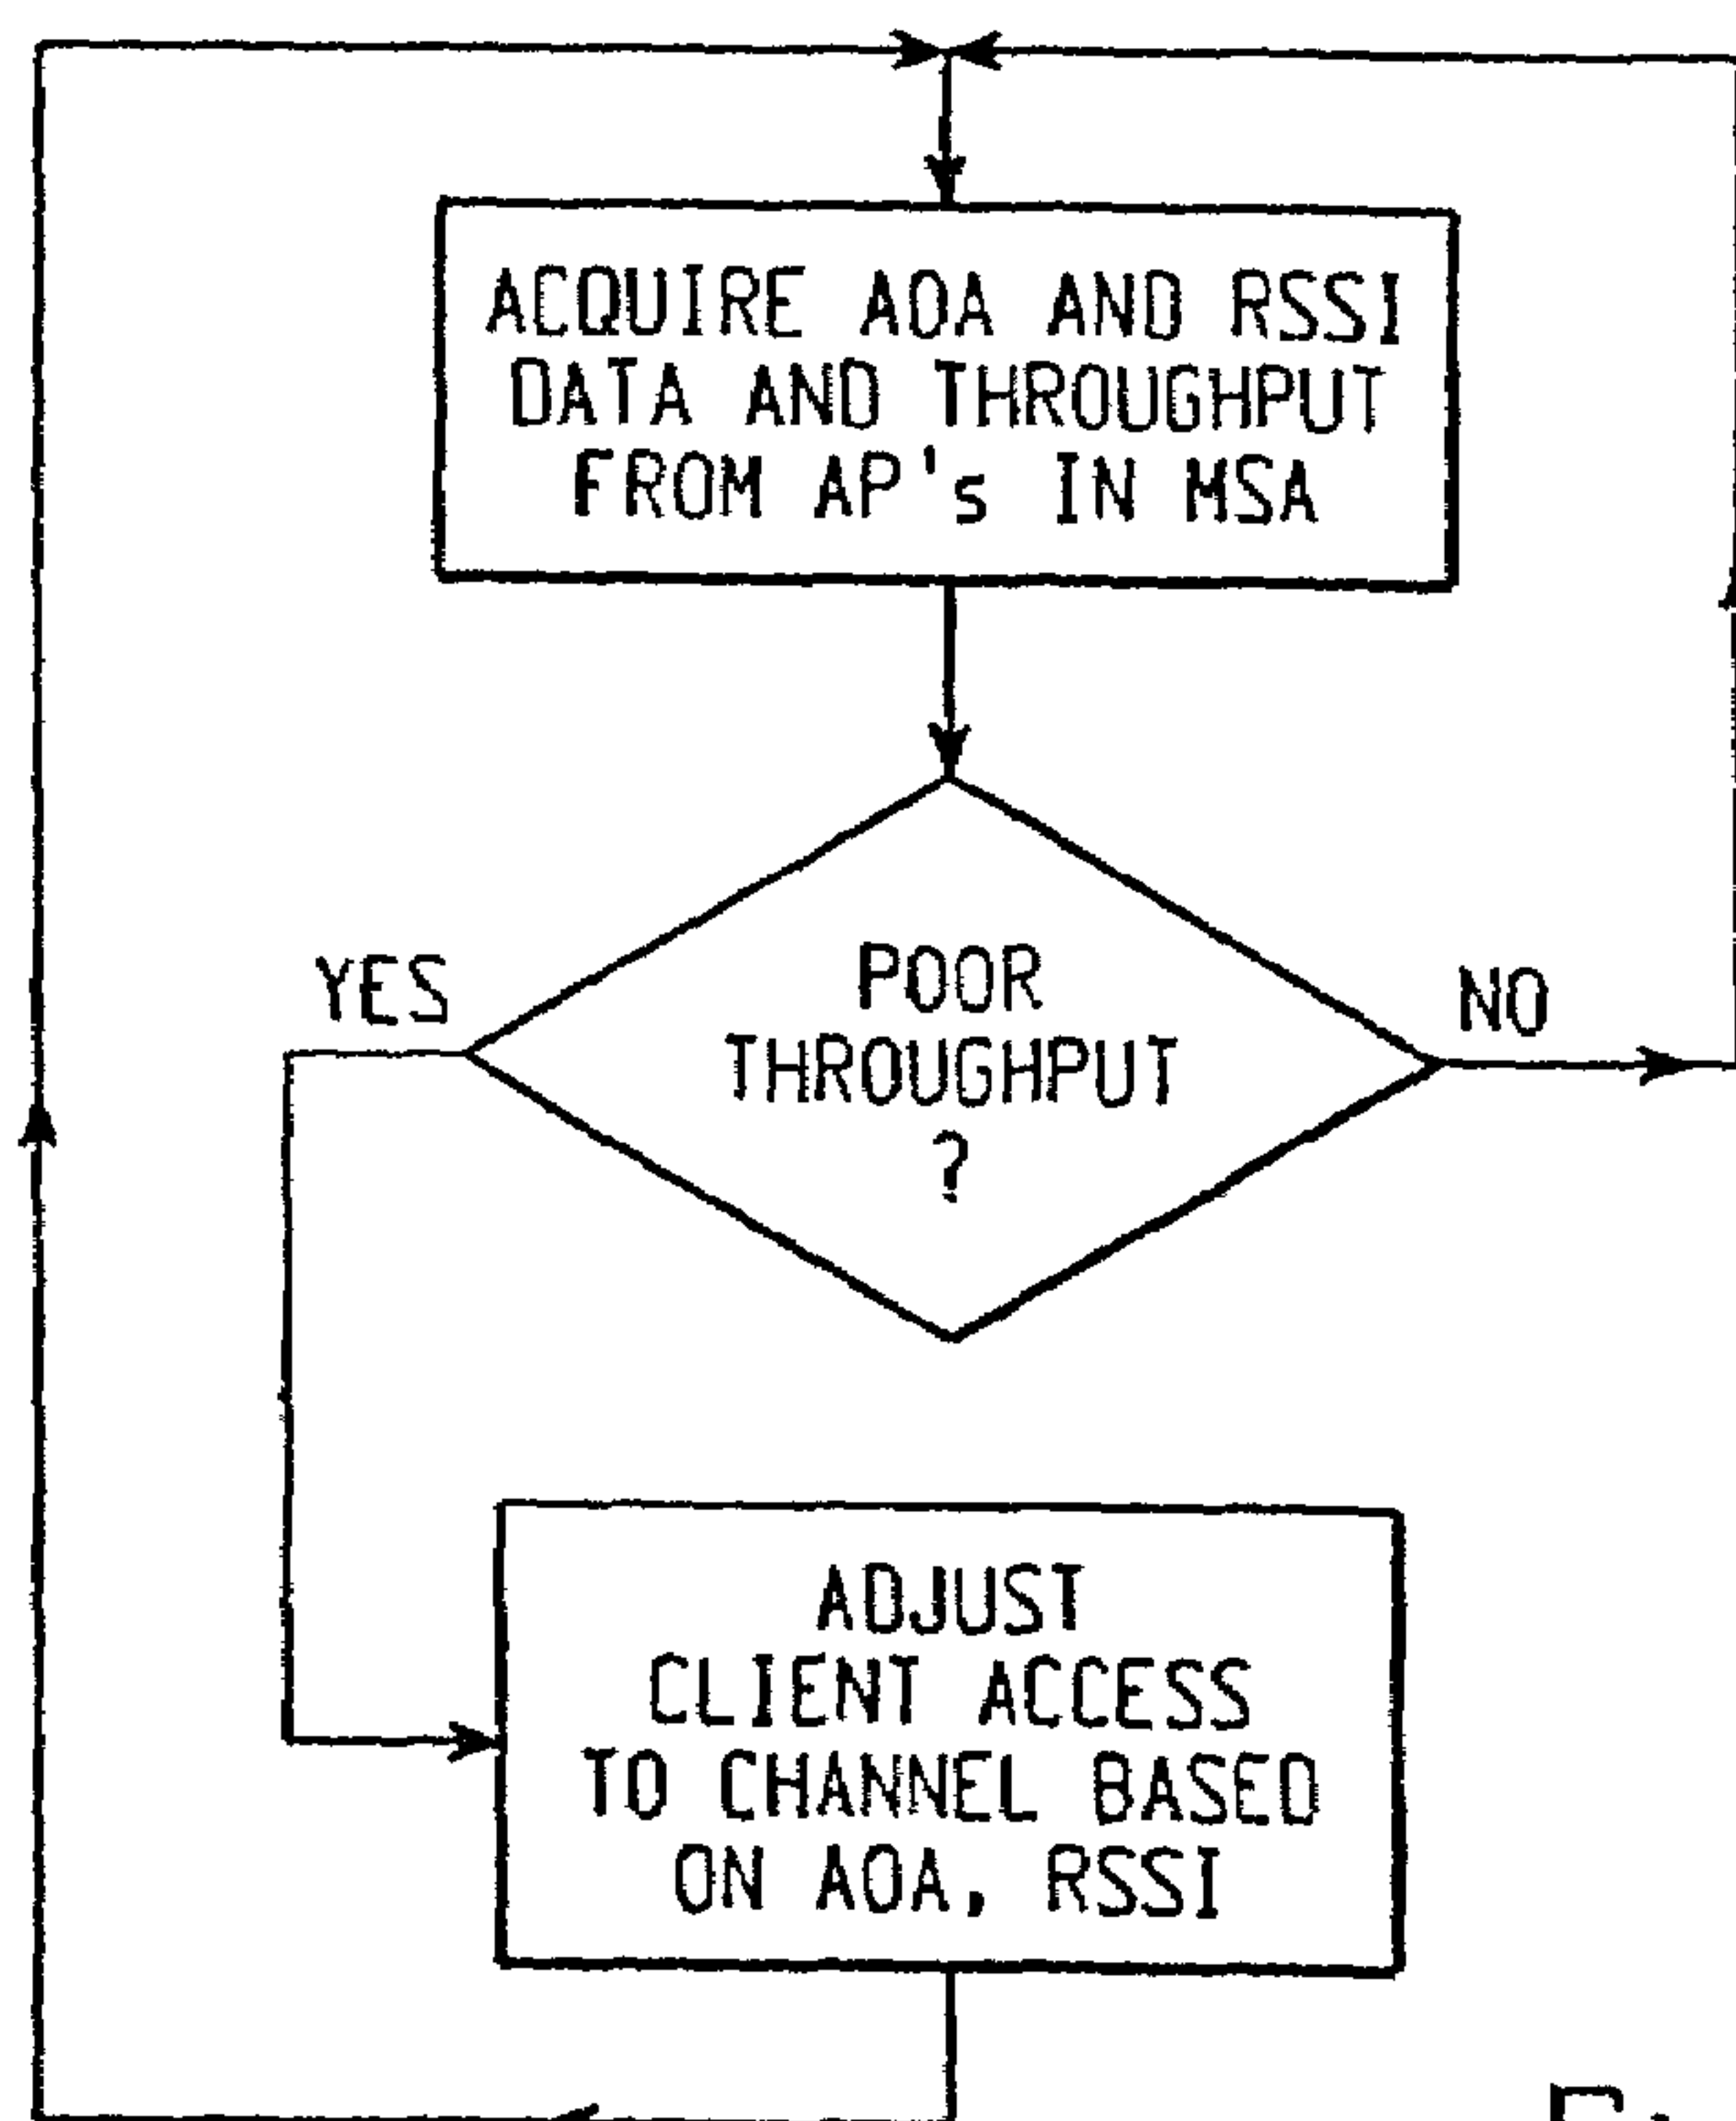 ACQUIRE AOA AND RSSI
DATA AND THROUGHPUT
FROM AP's IN MSA
YES
POOR
THROUGHPUT
?
NO
ADJUST
CLIENT ACCESS
TO CHANNEL BASED
ON AOA, RSSI